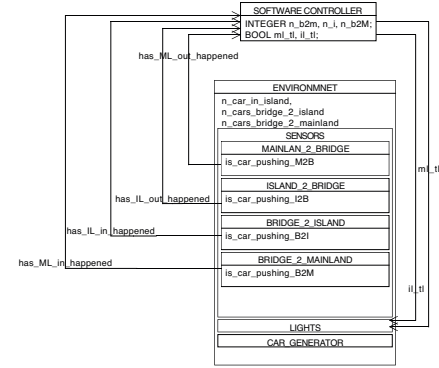 SOFTWARE CONTROLLER
INTEGER n_b2m, n_i, n_b2M;
BOOL ml_tl, il_tl;
has_ML_out_happened
ENVIRONMNET
n_car_in_island,
n_cars_bridge_2_island
n_cars_bridge_2_mainland
SENSORS
MAINLAN_2_BRIDGE
is_car_pushing_M2B
ml_tl
ISLAND_2_BRIDGE
has_IL_out_happened
is_car_pushing_I2B
BRIDGE_2_ISLAND
has_IL_in_happened
is_car_pushing_B2I
BRIDGE_2_MAINLAND
has_ML_in_happened
is_car_pushing_B2M
il_tl
LIGHTS
CAR_GENERATOR